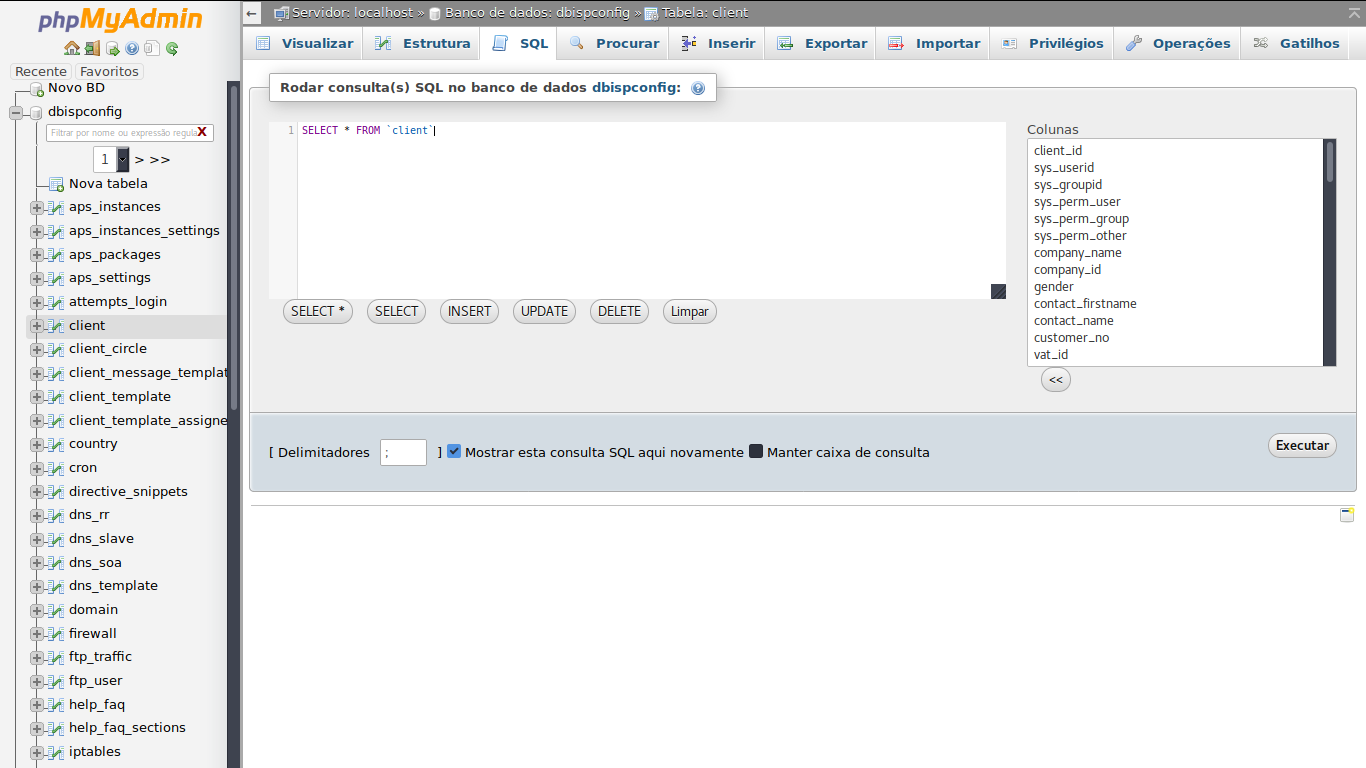 phpMyAdmin
Recente Favoritos
Novo BD
dbispconfig
Filtrar por nome ou expressão regula X
1 > >>
Nova tabela
aps_instances
aps_instances_settings
aps_packages
aps_settings
attempts_login
client
client_circle
client_message_templat
client_template
client_template_assigne
country
cron
directive_snippets
dns_rr
dns_slave
dns_soa
dns_template
domain
firewall
ftp_traffic
ftp_user
help_faq
help_faq_sections
iptables
← Servidor: localhost » Banco de dados: dbispconfig » Tabela: client
Visualizar Estrutura SQL Procurar Inserir Exportar Importar Privilégios Operações Gatilhos
Rodar consulta(s) SQL no banco de dados dbispconfig:
1 SELECT * FROM `client`
SELECT * SELECT INSERT UPDATE DELETE Limpar
Colunas
client_id
sys_userid
sys_groupid
sys_perm_user
sys_perm_group
sys_perm_other
company_name
company_id
gender
contact_firstname
contact_name
customer_no
vat_id
<<
[ Delimitadores ; ] Mostrar esta consulta SQL aqui novamente Manter caixa de consulta
Executar